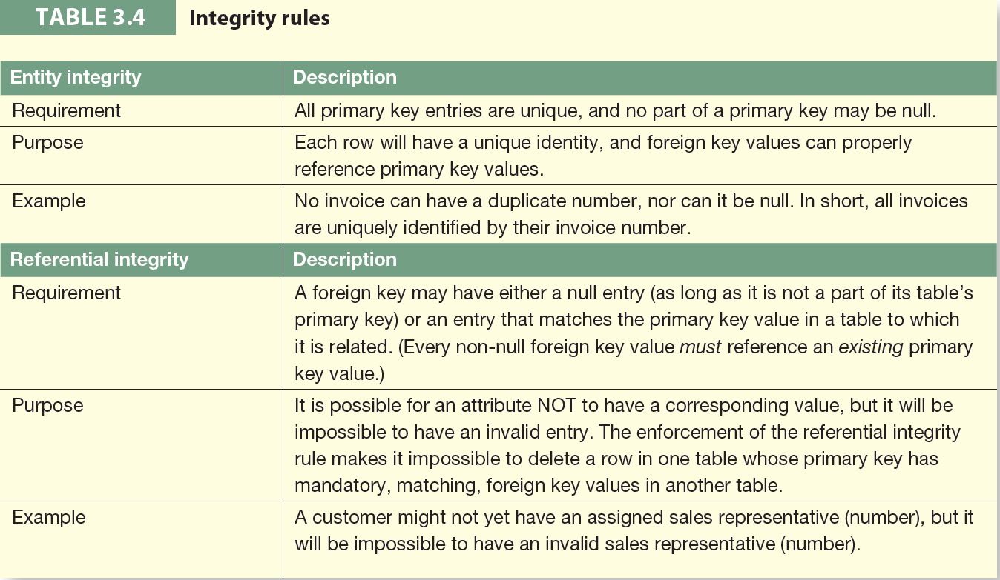 TABLE 3.4 Integrity rules
Entity integrity Description
Requirement All primary key entries are unique, and no part of a primary key may be null.
Purpose Each row will have a unique identity, and foreign key values can properly
reference primary key values.
Example No invoice can have a duplicate number, nor can it be null. In short, all invoices
are uniquely identified by their invoice number.
Referential integrity Description
Requirement A foreign key may have either a null entry (as long as it is not a part of its table's
primary key) or an entry that matches the primary key value in a table to which
it is related. (Every non-null foreign key value must reference an existing primary
key value.)
Purpose It is possible for an attribute NOT to have a corresponding value, but it will be
impossible to have an invalid entry. The enforcement of the referential integrity
rule makes it impossible to delete a row in one table whose primary key has
mandatory, matching, foreign key values in another table.
Example A customer might not yet have an assigned sales representative (number), but it
will be impossible to have an invalid sales representative (number).